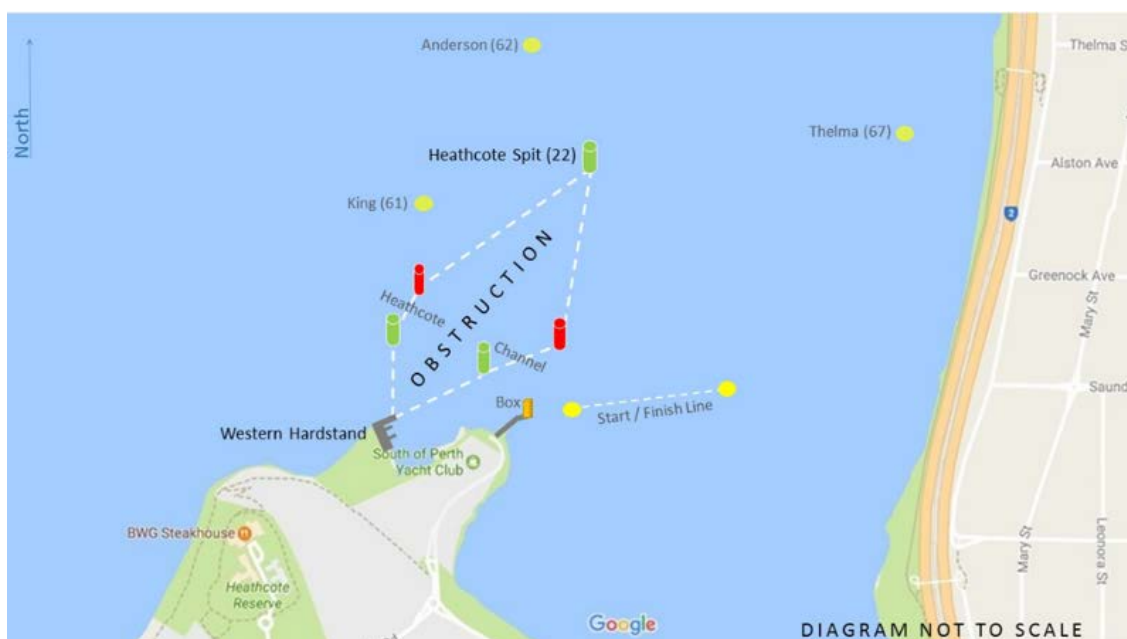 North
Anderson (62)
Thelma S
Thelma (67)
Heathcote Spit (22)
Alston Ave
King (61)
2
OBSTRUCTION
Greenock Ave
Mary St
Heathcote
Channel
Box
Start / Finish Line
Saund
Western Hardstand
South of Perth
Yacht Club
BWG Steakhouse
Heathcote
Reserve
Mary St
Leonora St
Google
DIAGRAM NOT TO SCALE